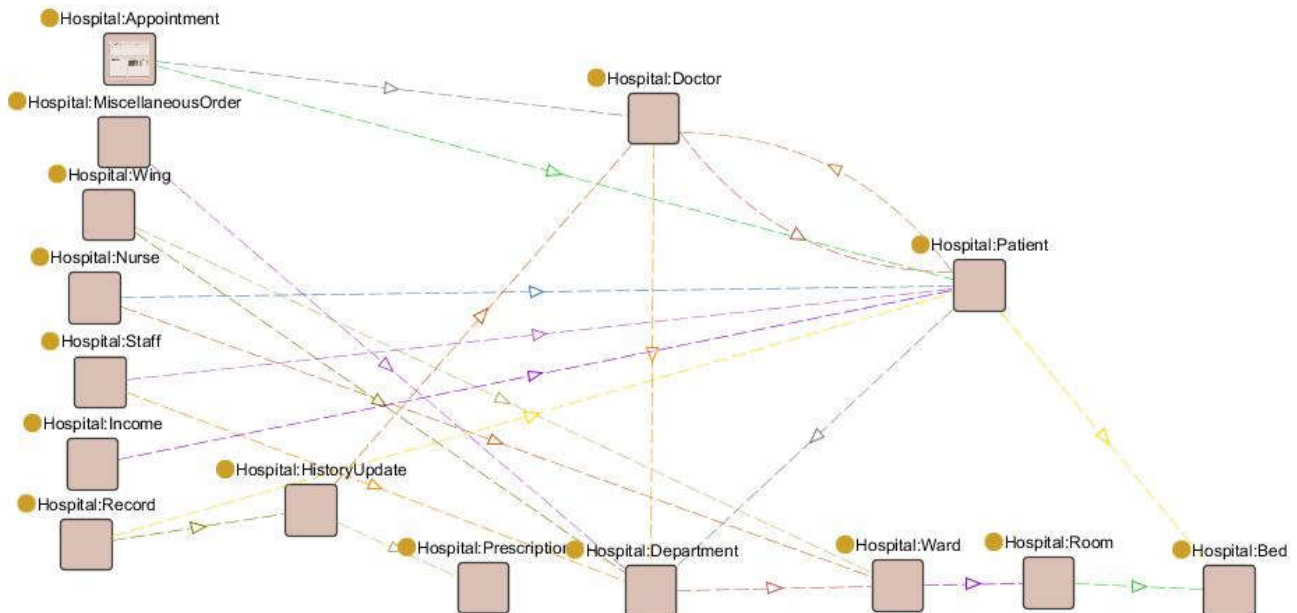 Hospital:Appointment
Hospital:MiscellaneousOrder
Hospital:Doctor
Hospital:Wing
Hospital:Nurse
Hospital:Patient
Hospital:Staff
Hospital:Income
Hospital:HistoryUpdate
Hospital:Record
Hospital:Prescription
Hospital:Department
Hospital:Ward
Hospital:Room
Hospital:Bed